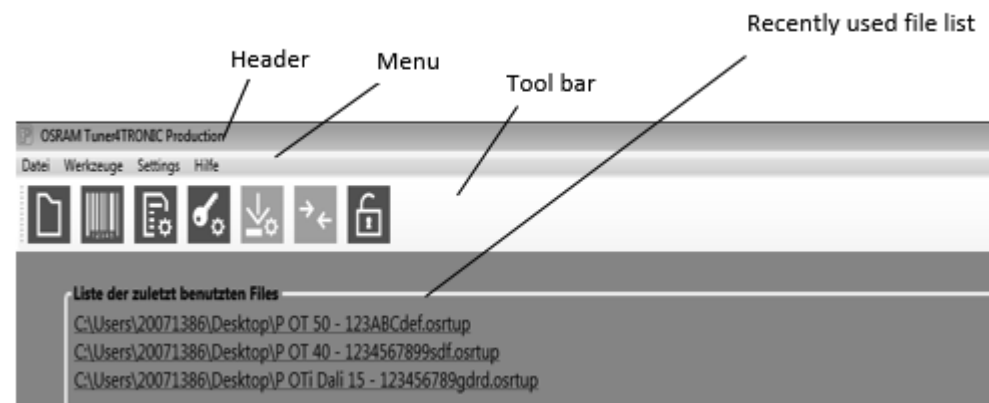 Recently used file list
Header
Menu
Tool bar
OSRAM Tuner4TRONIC Production
Datei Werkzeuge Settings Hilfe
Liste der zuletzt benutzten Files
C:\Users\20071386\Desktop\P OT 50 - 123ABCdef.osrtup
C:\Users\20071386\Desktop\P OT 40 - 1234567899sdf.osrtup
C:\Users\20071386\Desktop\P OTi Dali 15 - 123456789gdrd.osrtup